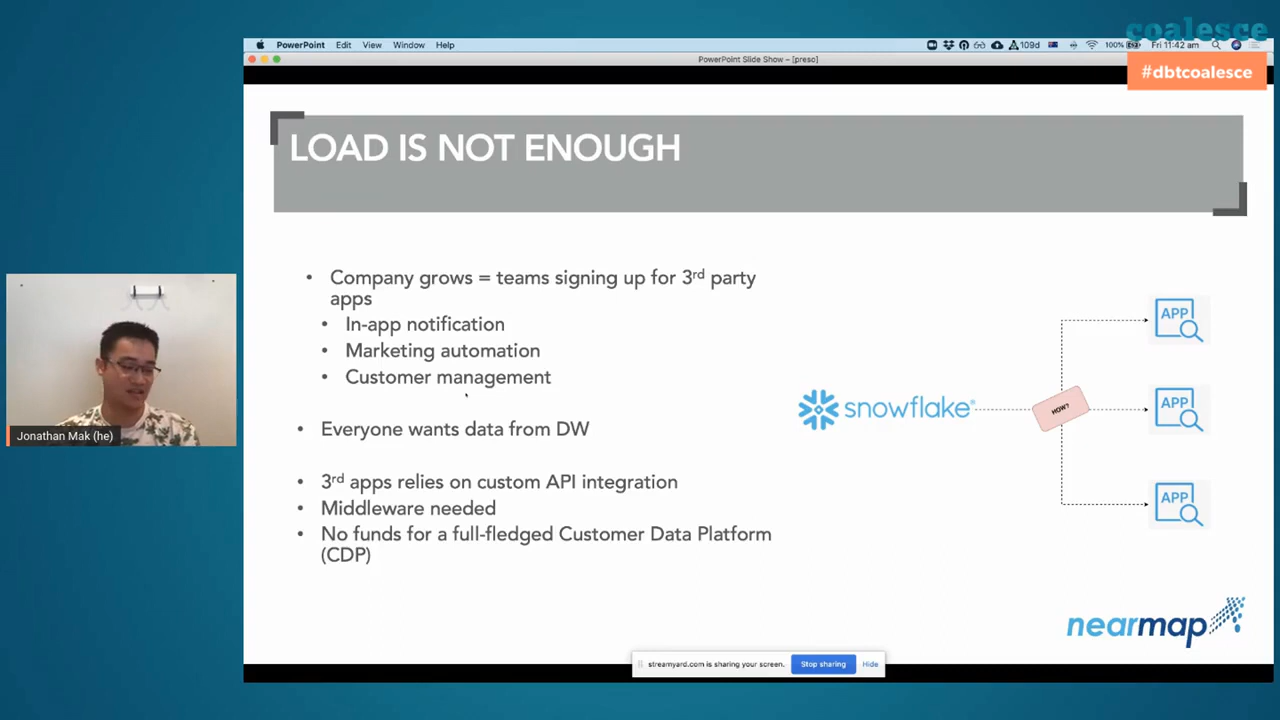 coalesce
#dbtcoalesce
PowerPoint Edit View Window Help
109d 100% Fri 11:42 am
PowerPoint Slide Show - [preso]
LOAD IS NOT ENOUGH
• Company grows = teams signing up for 3rd party
apps
• In-app notification
• Marketing automation
• Customer management
• Everyone wants data from DW
• 3rd apps relies on custom API integration
• Middleware needed
• No funds for a full-fledged Customer Data Platform
(CDP)
snowflake
HOW?
APP
APP
APP
nearmap
Jonathan Mak (he)
streamyard.com is sharing your screen.
Stop sharing
Hide